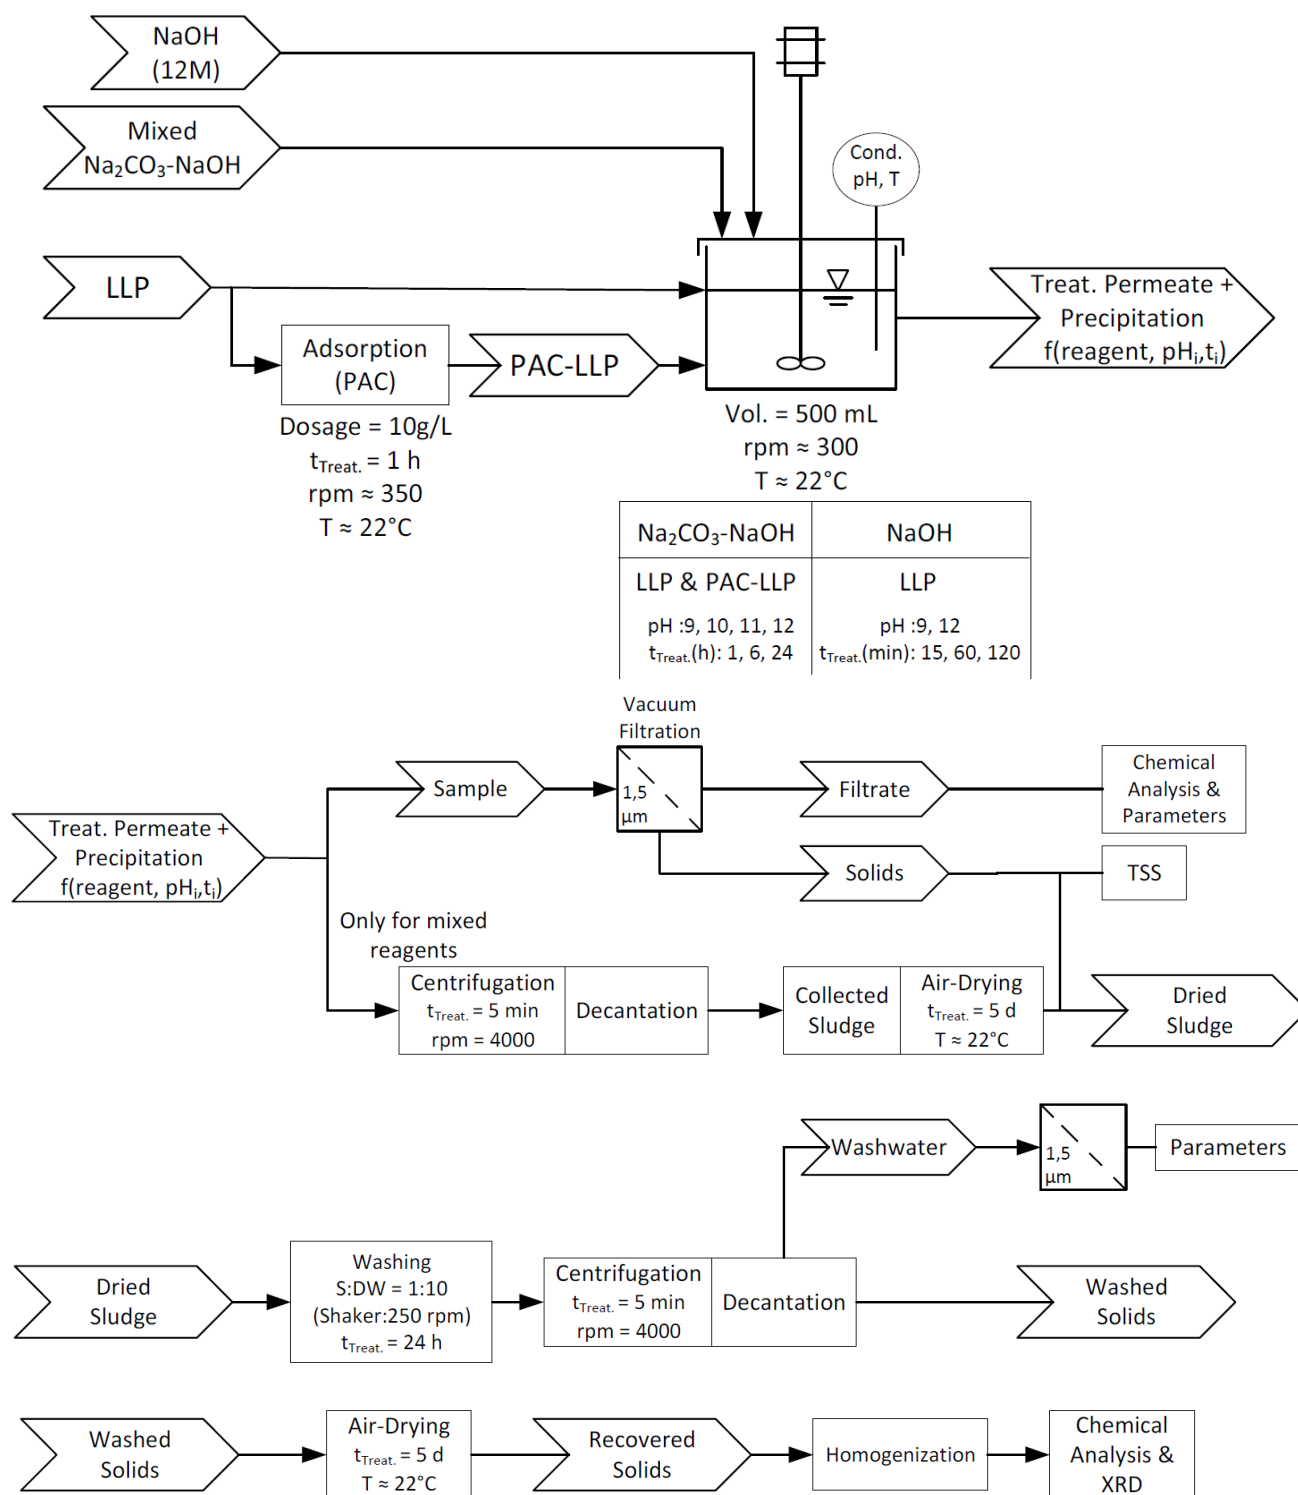 NaOH
(12M)
Mixed
Na₂CO₃-NaOH
Cond.
pH, T
LLP
Adsorption
(PAC)
PAC-LLP
Treat. Permeate +
Precipitation
f(reagent, pHᵢ,tᵢ)
Dosage = 10g/L
tTreat. = 1 h
rpm ≈ 350
T ≈ 22°C
Vol. = 500 mL
rpm ≈ 300
T ≈ 22°C
Na₂CO₃-NaOH
NaOH
LLP & PAC-LLP
LLP
pH :9, 10, 11, 12
pH :9, 12
tTreat.(h): 1, 6, 24
tTreat.(min): 15, 60, 120
Vacuum
Filtration
Sample
1,5
µm
Filtrate
Chemical
Analysis &
Parameters
Treat. Permeate +
Precipitation
f(reagent, pHᵢ,tᵢ)
Solids
TSS
Only for mixed
reagents
Centrifugation
tTreat. = 5 min
rpm = 4000
Decantation
Collected
Sludge
Air-Drying
tTreat. = 5 d
T ≈ 22°C
Dried
Sludge
Washwater
1,5
µm
Parameters
Dried
Sludge
Washing
S:DW = 1:10
(Shaker:250 rpm)
tTreat. = 24 h
Centrifugation
tTreat. = 5 min
rpm = 4000
Decantation
Washed
Solids
Washed
Solids
Air-Drying
tTreat. = 5 d
T ≈ 22°C
Recovered
Solids
Homogenization
Chemical
Analysis &
XRD